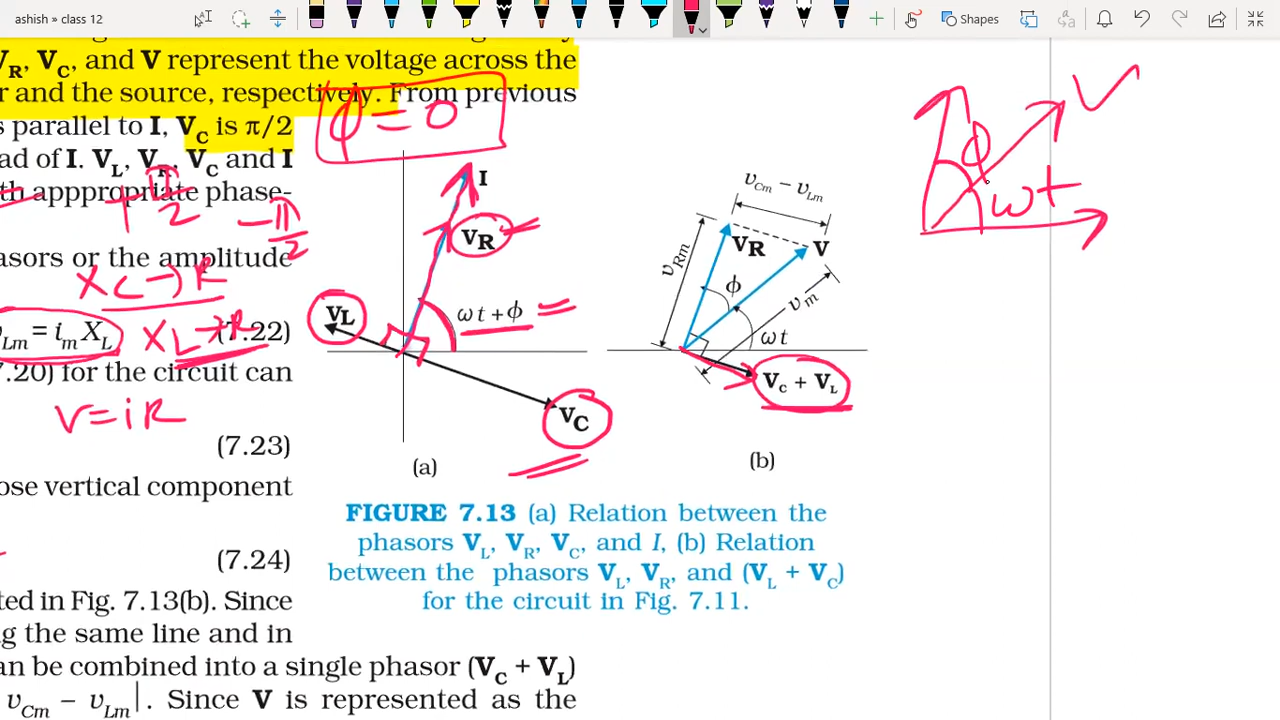 ashish » class 12
Shapes
V_R, V_C, and V represent the voltage across the
r and the source, respectively. From previous
s parallel to I, V_C is π/2
ad of I. V_L, V_R, V_C and I
th apppropriate phase-
asors or the amplitude
v_Lm = i_m X_L (7.22)
7.20) for the circuit can
(7.23)
ose vertical component
(7.24)
ted in Fig. 7.13(b). Since
ng the same line and in
an be combined into a single phasor (V_C + V_L)
v_Cm − v_Lm|. Since V is represented as the
ϕ = 0
+ π/2
− π/2
X_C → R
X_L → R
V = iR
I
V_R
V_L
ωt + ϕ
V_C
(a)
v_Cm − v_Lm
v_Rm
V_R
V
ϕ
v_m
ωt
V_C + V_L
(b)
FIGURE 7.13 (a) Relation between the
phasors V_L, V_R, V_C, and I, (b) Relation
between the phasors V_L, V_R, and (V_L + V_C)
for the circuit in Fig. 7.11.
V
ϕ
ωt